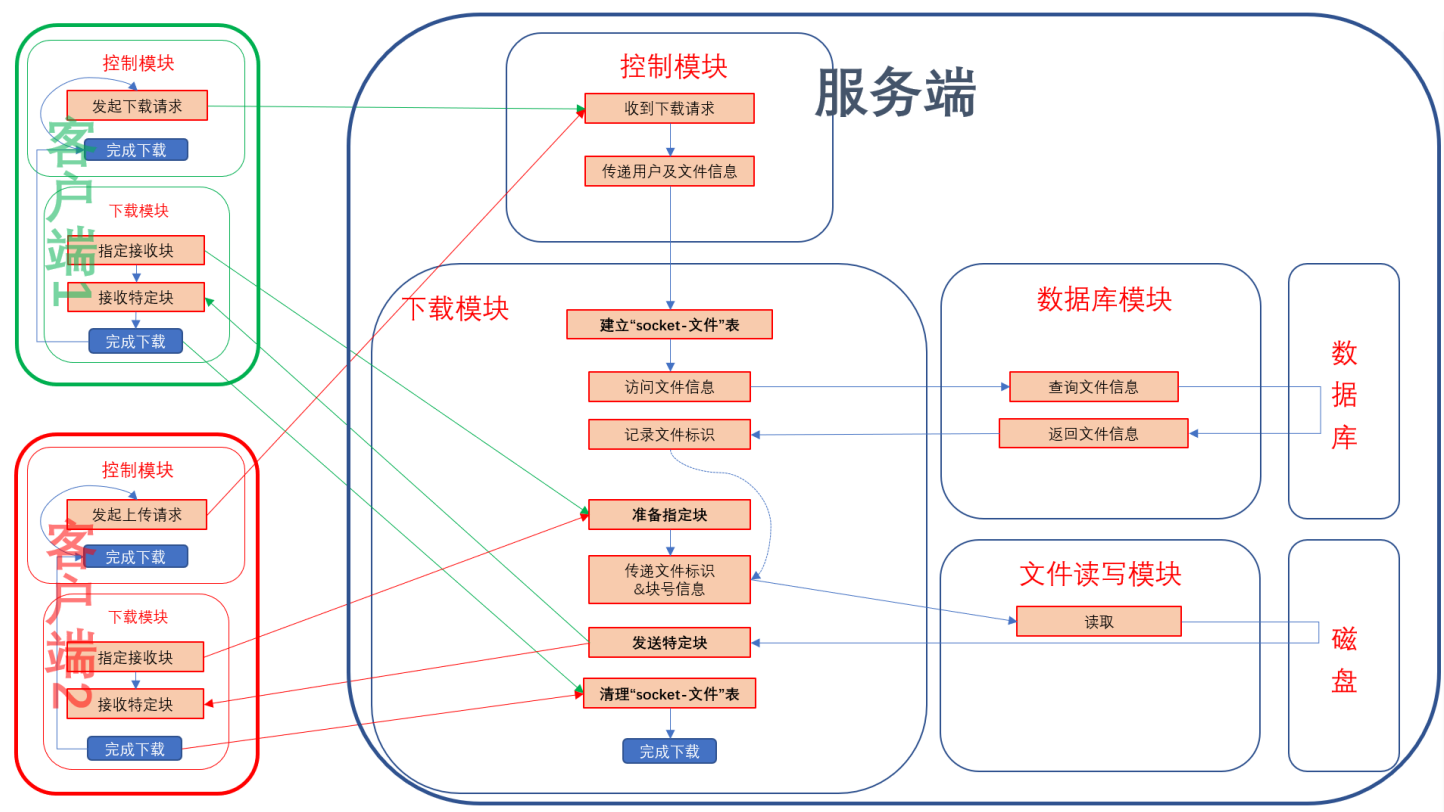 控制模块
发起下载请求
完成下载
客户端1
下载模块
指定接收块
接收特定块
完成下载
控制模块
发起上传请求
完成下载
客户端2
下载模块
指定接收块
接收特定块
完成下载
服务端
控制模块
收到下载请求
传递用户及文件信息
下载模块
建立“socket-文件”表
访问文件信息
记录文件标识
准备指定块
传递文件标识
&块号信息
发送特定块
清理“socket-文件”表
完成下载
数据库模块
查询文件信息
返回文件信息
数据库
文件读写模块
读取
磁盘